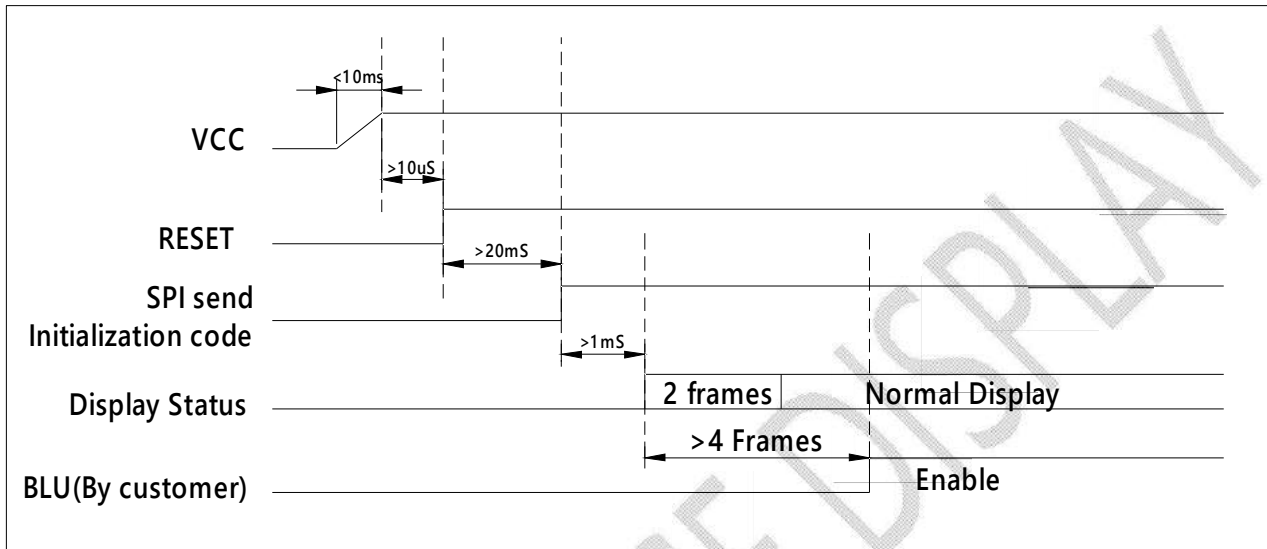 <10ms
VCC
>10uS
RESET
>20mS
SPI send
Initialization code
>1mS
2 frames
Normal Display
Display Status
>4 Frames
Enable
BLU(By customer)
DISPLAY